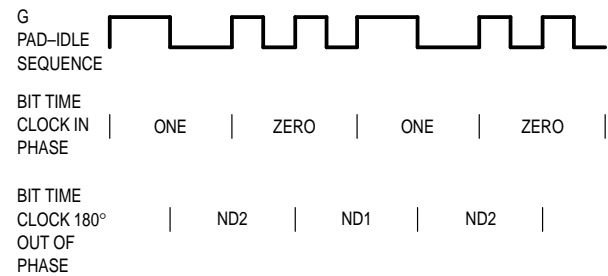 G
PAD–IDLE
SEQUENCE
BIT TIME
CLOCK IN
PHASE
ONE ZERO ONE ZERO
BIT TIME
CLOCK 180°
OUT OF
PHASE
ND2 ND1 ND2